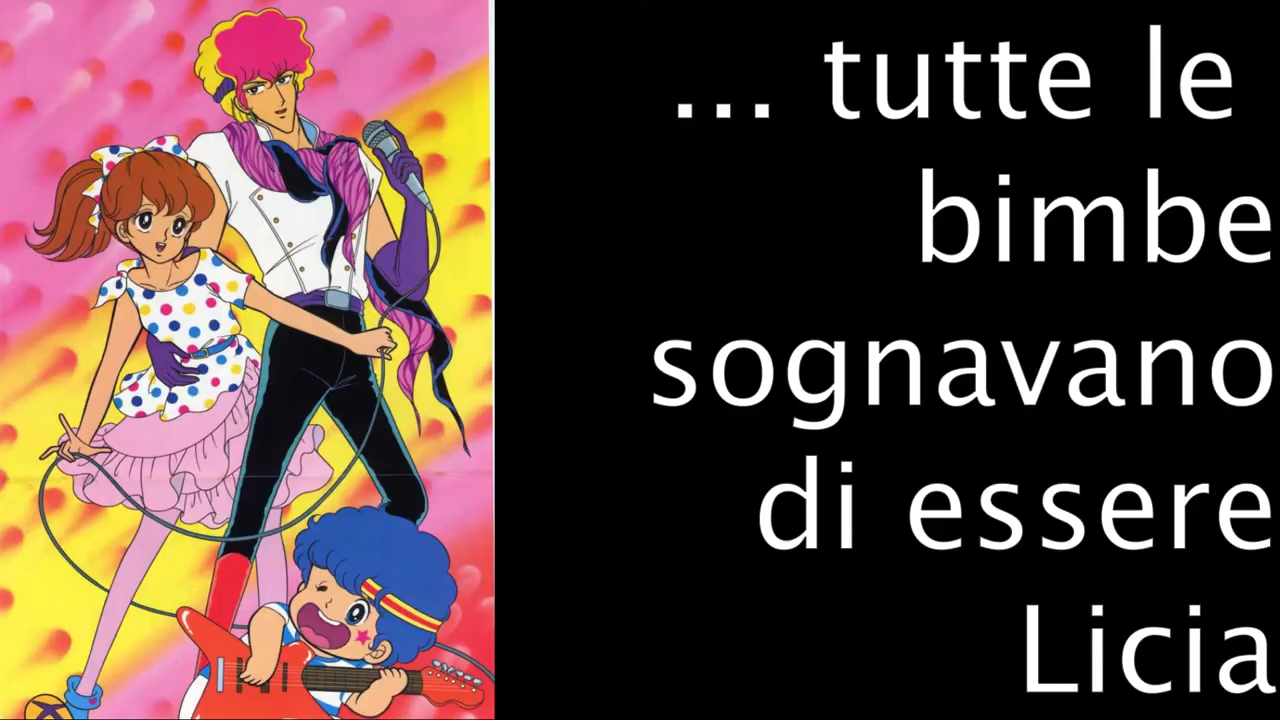 ... tutte le
bimbe
sognavano
di essere
Licia